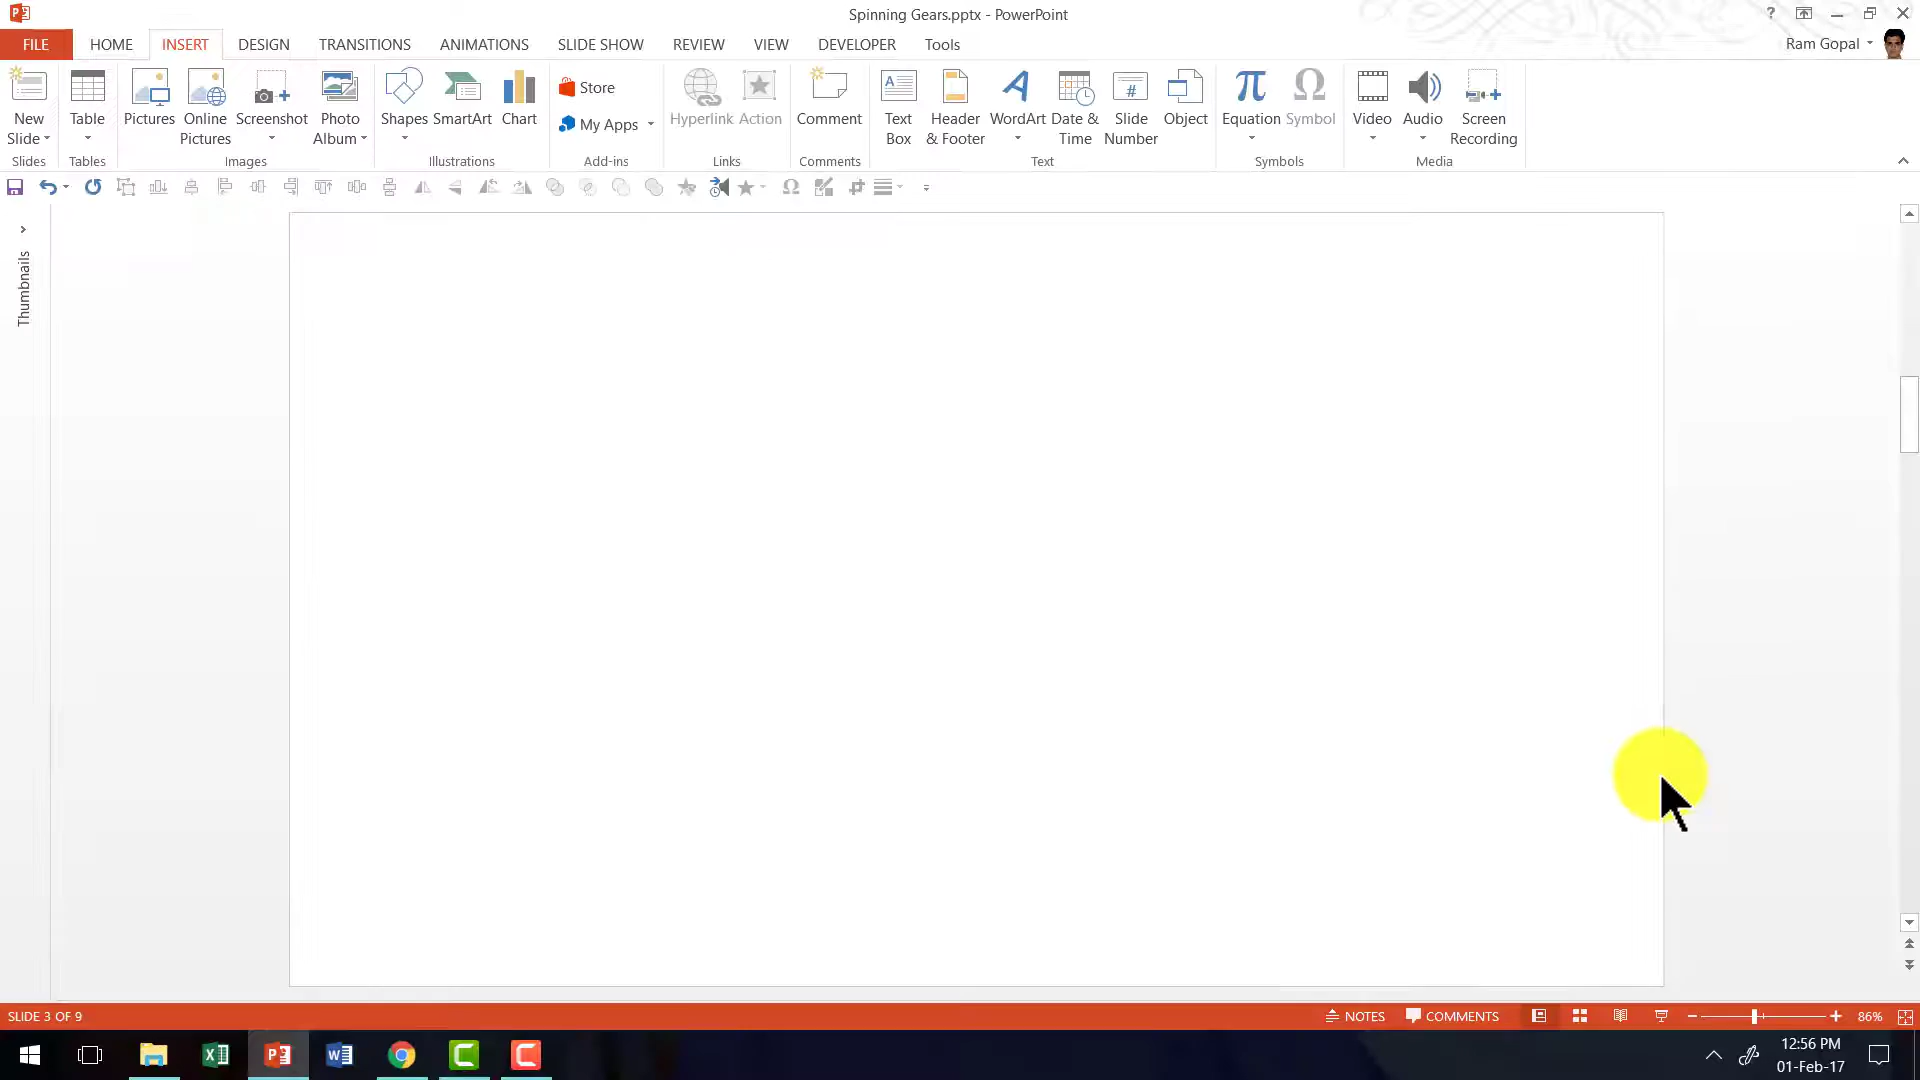 Spinning Gears.pptx - PowerPoint
?
FILE HOME INSERT DESIGN TRANSITIONS ANIMATIONS SLIDE SHOW REVIEW VIEW DEVELOPER Tools Ram Gopal
New Slide
Table
Pictures
Online Pictures
Screenshot
Photo Album
Shapes
SmartArt
Chart
Store
My Apps
Hyperlink
Action
Comment
Text Box
Header & Footer
WordArt
Date & Time
Slide Number
Object
Equation
Symbol
Video
Audio
Screen Recording
Slides Tables Images Illustrations Add-ins Links Comments Text Symbols Media
Thumbnails
SLIDE 3 OF 9 NOTES COMMENTS 86%
12:56 PM
01-Feb-17